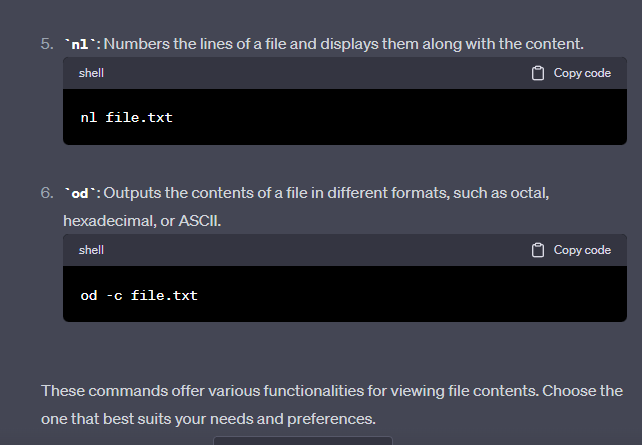 5. `nl`: Numbers the lines of a file and displays them along with the content.
shell Copy code
nl file.txt
6. `od`: Outputs the contents of a file in different formats, such as octal,
hexadecimal, or ASCII.
shell Copy code
od -c file.txt
These commands offer various functionalities for viewing file contents. Choose the
one that best suits your needs and preferences.